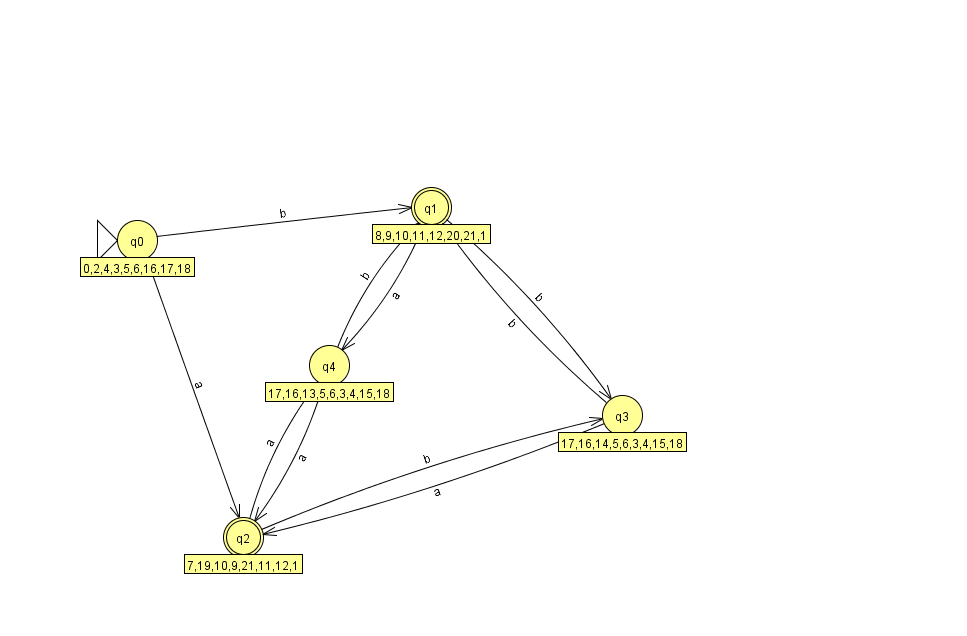 q1
b
8,9,10,11,12,20,21,1
q0
0,2,4,3,5,6,16,17,18
b
a
b
b
q4
17,16,13,5,6,3,4,15,18
a
q3
17,16,14,5,6,3,4,15,18
a
a
b
a
q2
7,19,10,9,21,11,12,1